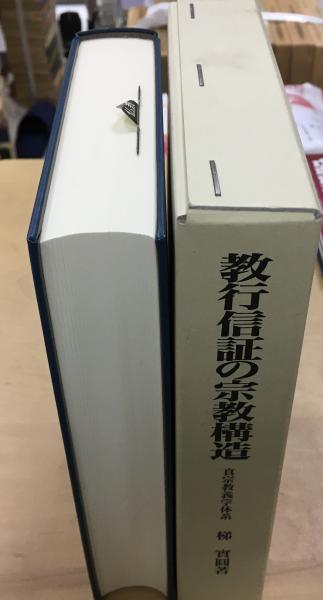 教行信証の宗教構造
真宗教義学体系
梯 實圓著